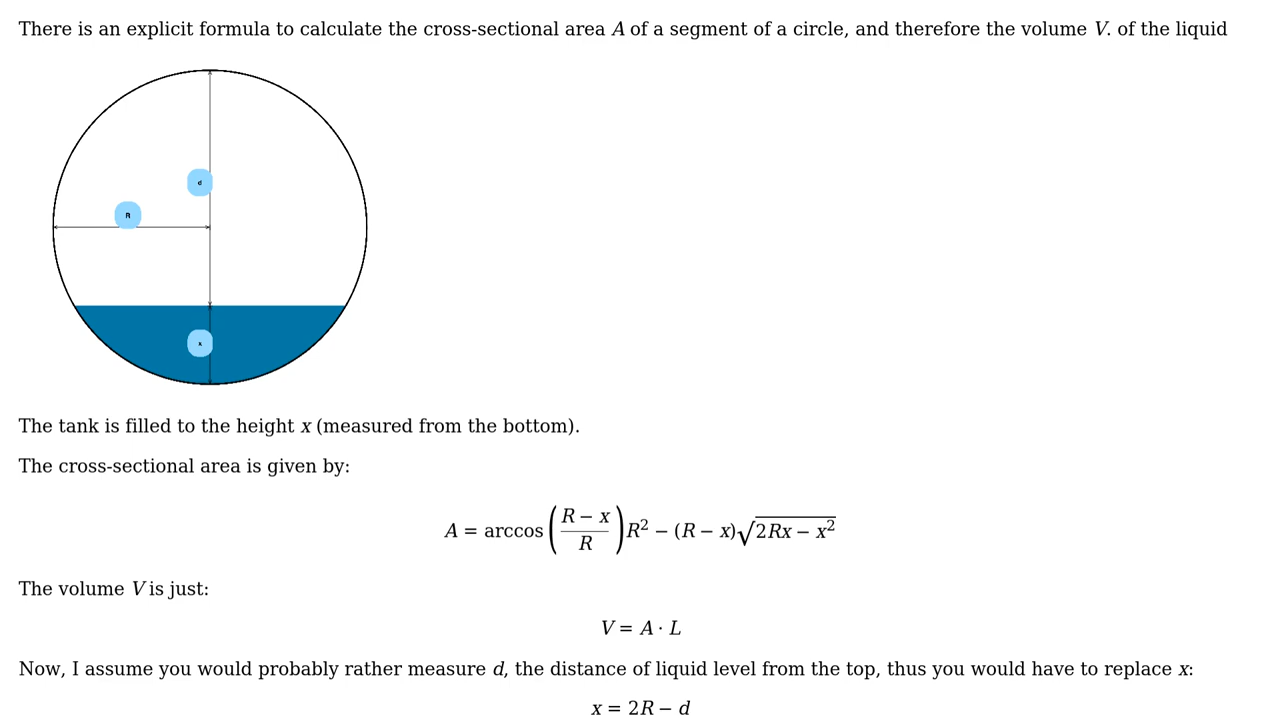 There is an explicit formula to calculate the cross-sectional area A of a segment of a circle, and therefore the volume V. of the liquid
d
R
x
The tank is filled to the height x (measured from the bottom).
The cross-sectional area is given by:
A = arccos((R − x)/R)R² − (R − x)√(2Rx − x²)
The volume V is just:
V = A · L
Now, I assume you would probably rather measure d, the distance of liquid level from the top, thus you would have to replace x:
x = 2R − d